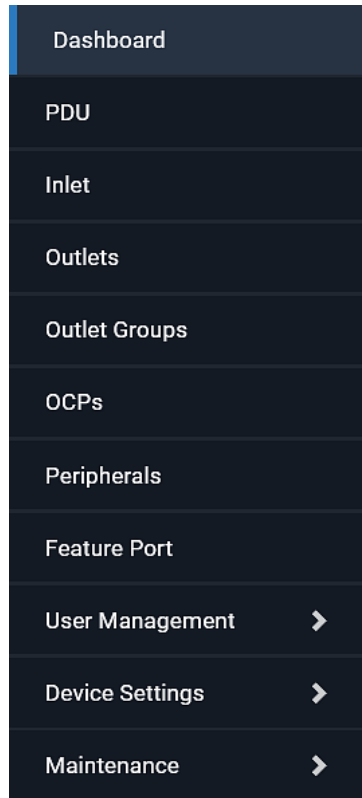 Dashboard
PDU
Inlet
Outlets
Outlet Groups
OCPs
Peripherals
Feature Port
User Management
Device Settings
Maintenance